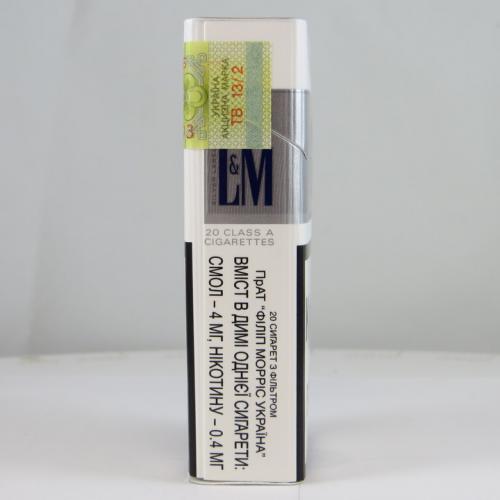 УКРАЇНА
АКЦИЗНА МАРКА
ТВ 13/2
L&M
20 CLASS A
CIGARETTES
20 СИГАРЕТ З ФІЛЬТРОМ
ПрАТ "ФІЛІП МОРРІС УКРАЇНА"
ВМІСТ В ДИМІ ОДНІЄЇ СИГАРЕТИ:
СМОЛ – 4 МГ, НІКОТИНУ – 0.4 МГ